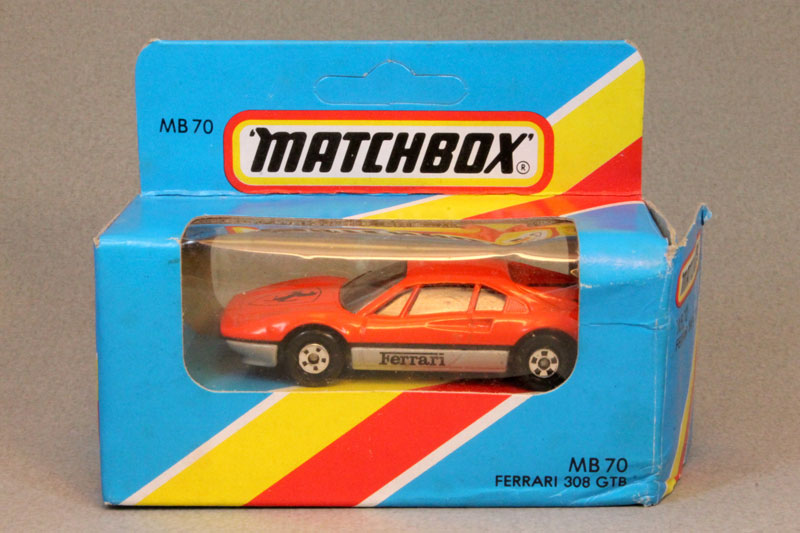 MB 70
'MATCHBOX'®
Ferrari
MB 70
FERRARI 308 GTB